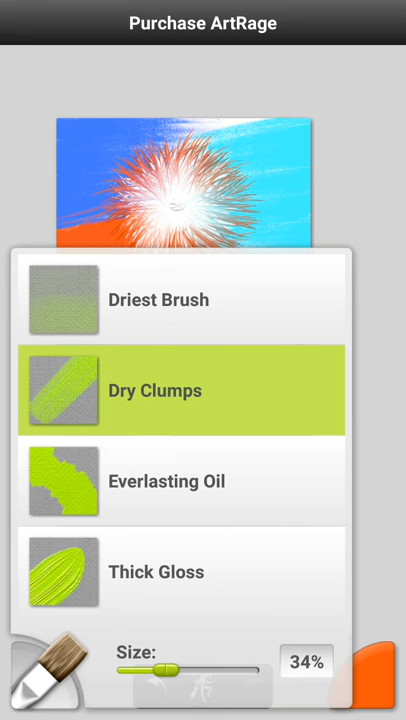 Purchase ArtRage
Driest Brush
Dry Clumps
Everlasting Oil
Thick Gloss
Size:
34%